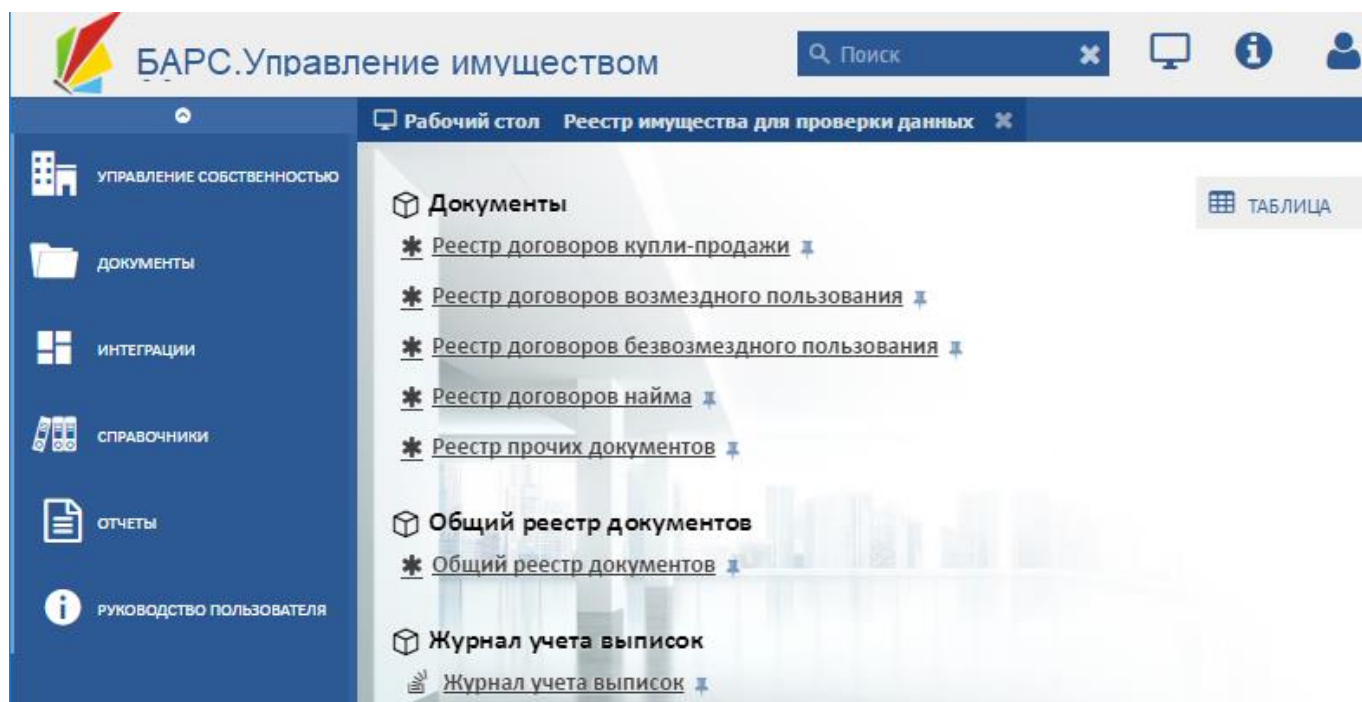 БАРС.Управление имуществом
Поиск
Рабочий стол Реестр имущества для проверки данных
УПРАВЛЕНИЕ СОБСТВЕННОСТЬЮ
ДОКУМЕНТЫ
ИНТЕГРАЦИИ
СПРАВОЧНИКИ
ОТЧЕТЫ
РУКОВОДСТВО ПОЛЬЗОВАТЕЛЯ
ТАБЛИЦА
Документы
Реестр договоров купли-продажи
Реестр договоров возмездного пользования
Реестр договоров безвозмездного пользования
Реестр договоров найма
Реестр прочих документов
Общий реестр документов
Общий реестр документов
Журнал учета выписок
Журнал учета выписок